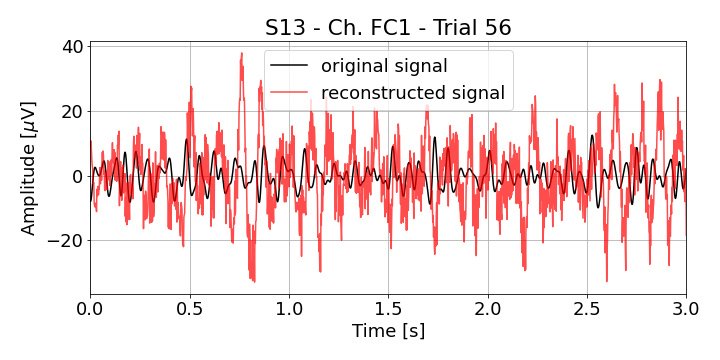 S13 - Ch. FC1 - Trial 56
original signal
reconstructed signal
Amplitude [μV]
40
20
0
−20
0.0 0.5 1.0 1.5 2.0 2.5 3.0
Time [s]